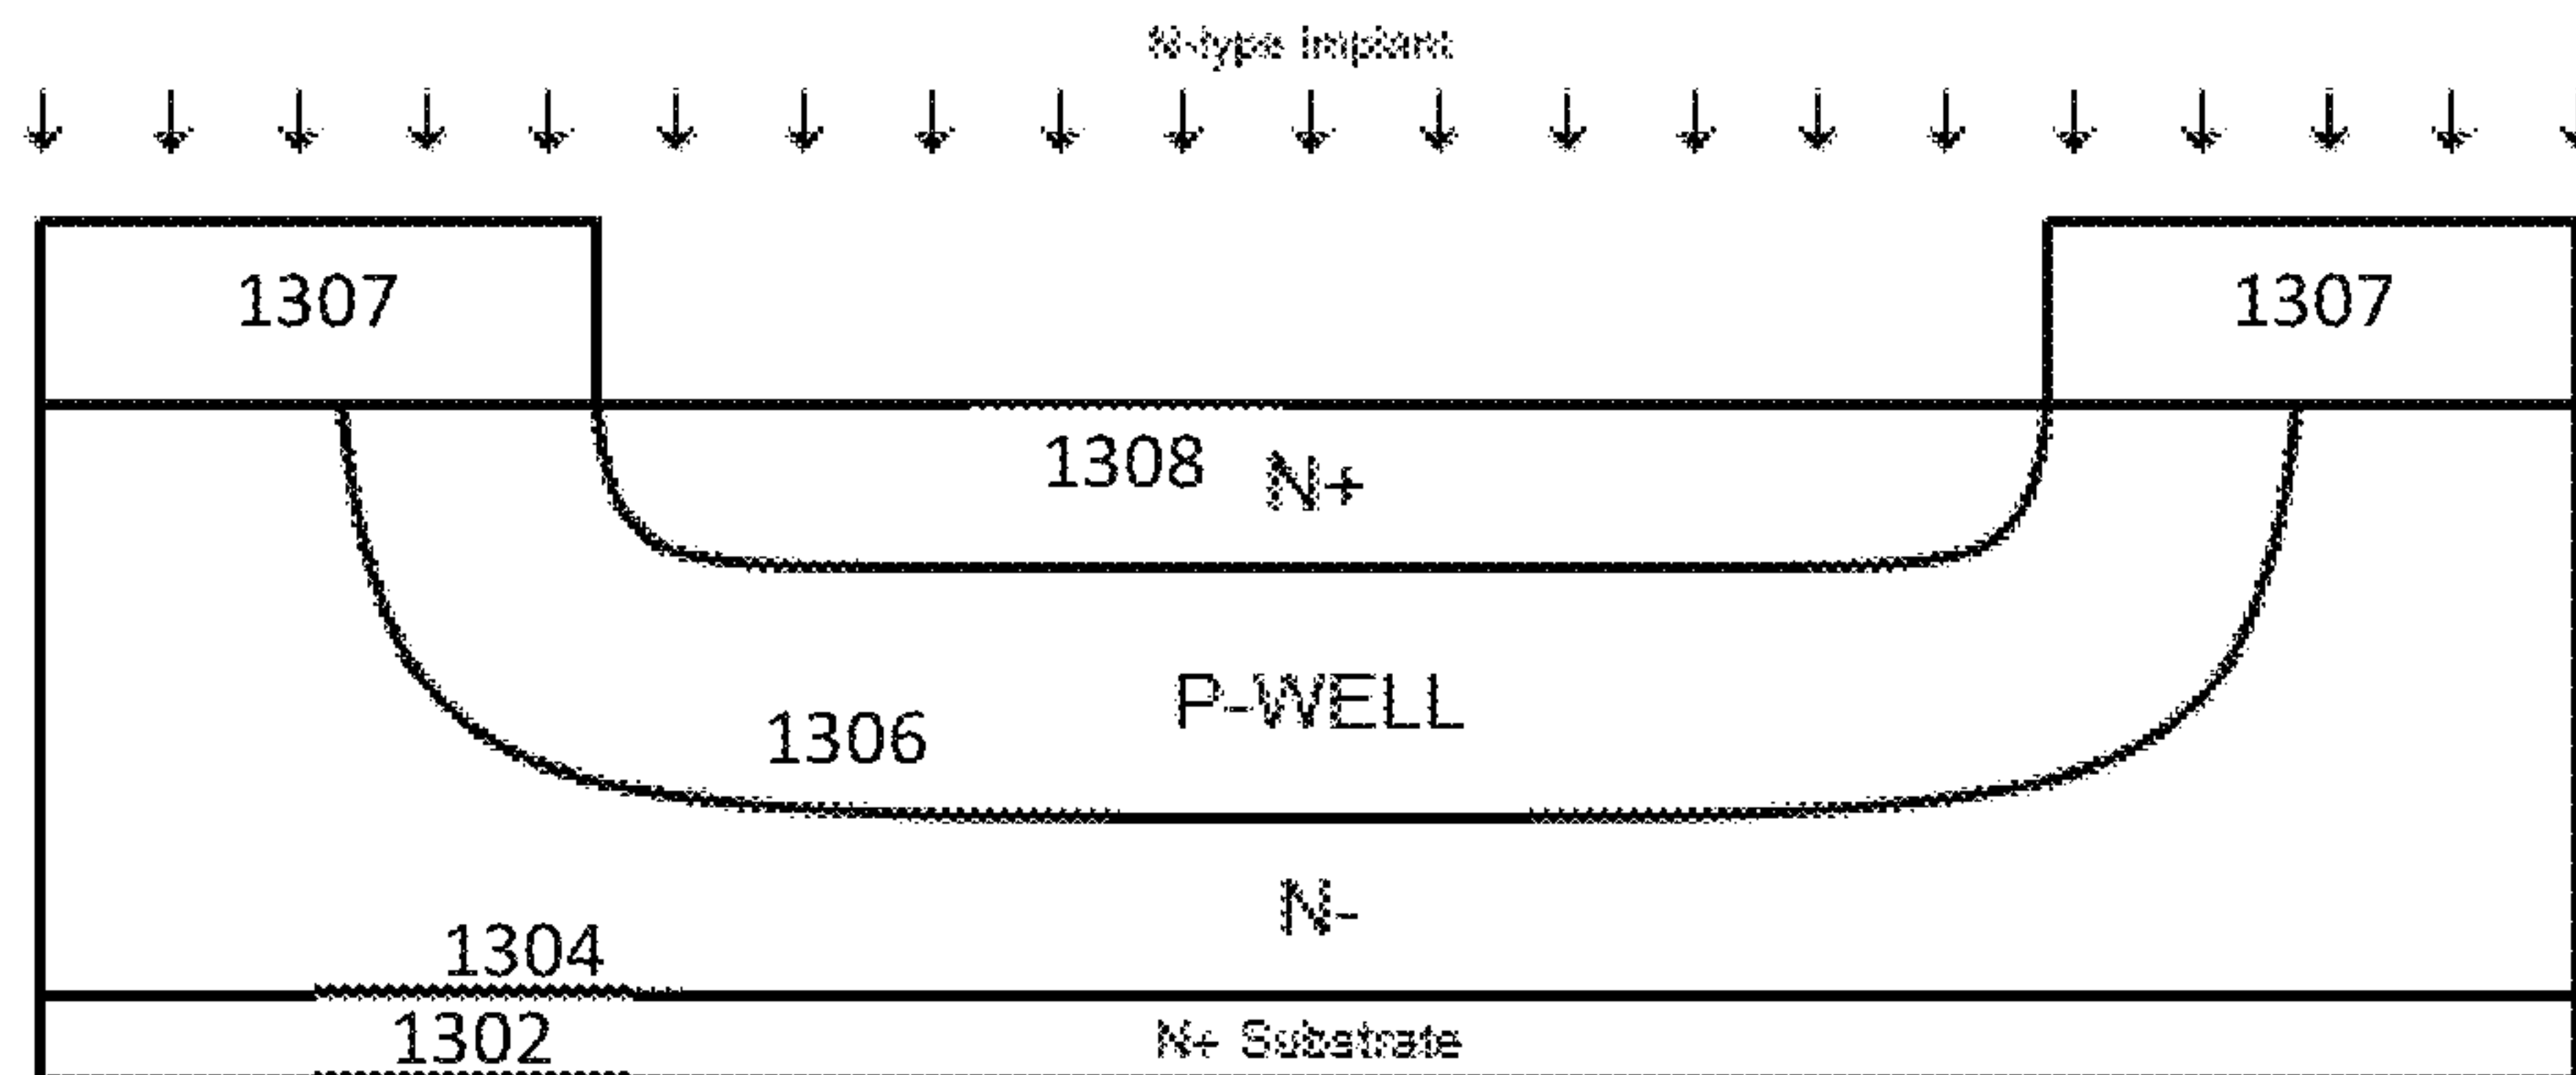 N-type Implant
1307
1307
1308 N+
P-WELL
1306
N-
1304
1302 N+ Substrate